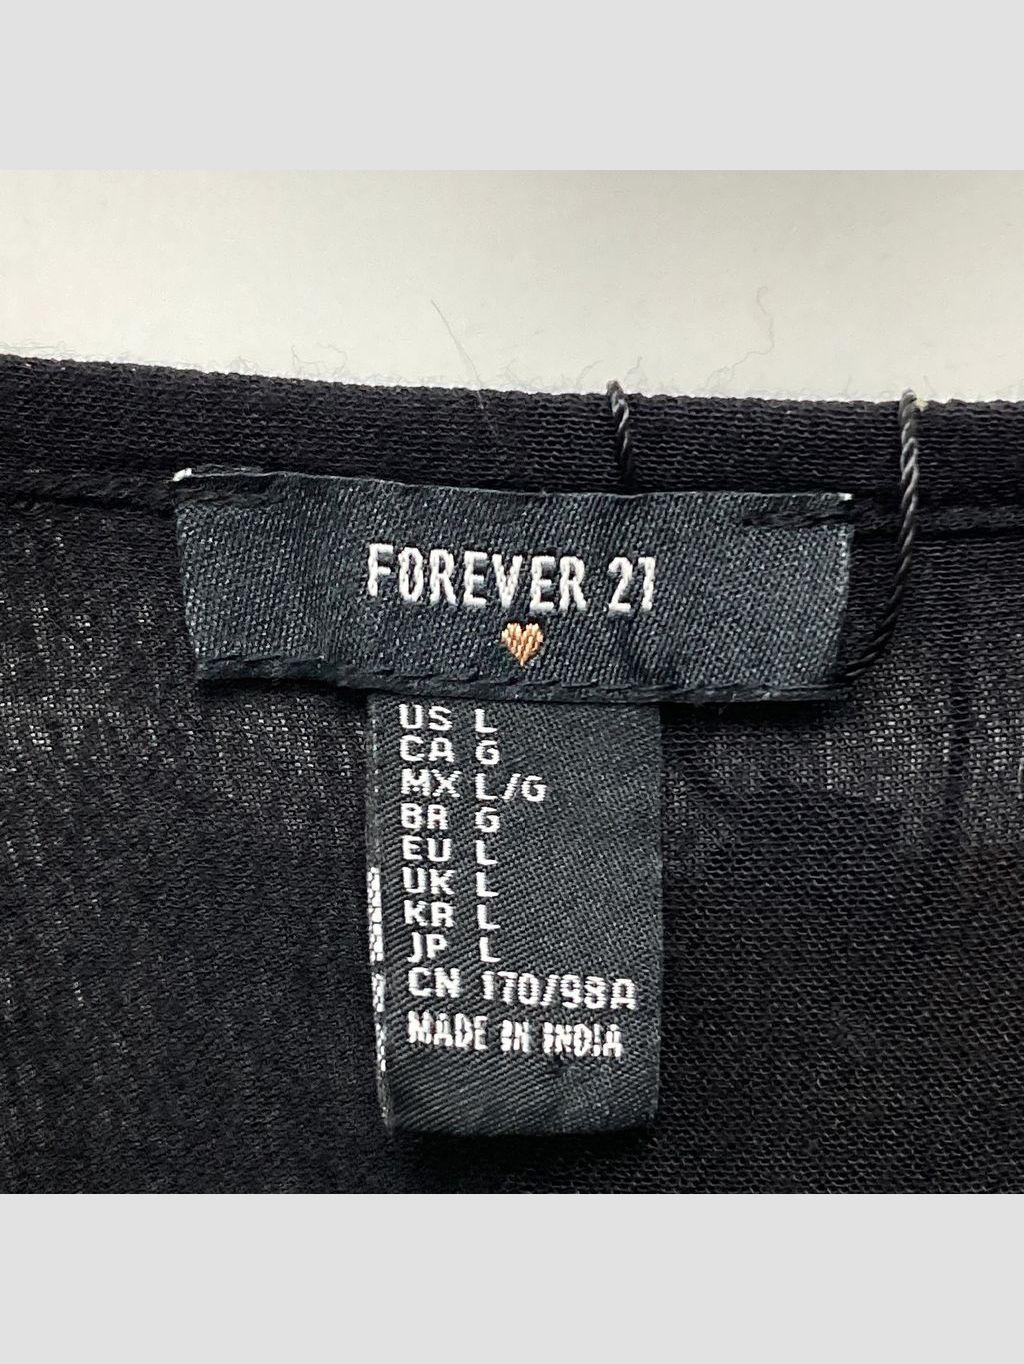 FOREVER 21
US L
CA G
MX L/G
BR G
EU L
UK L
KR L
JP L
CN 170/98A
MADE IN INDIA